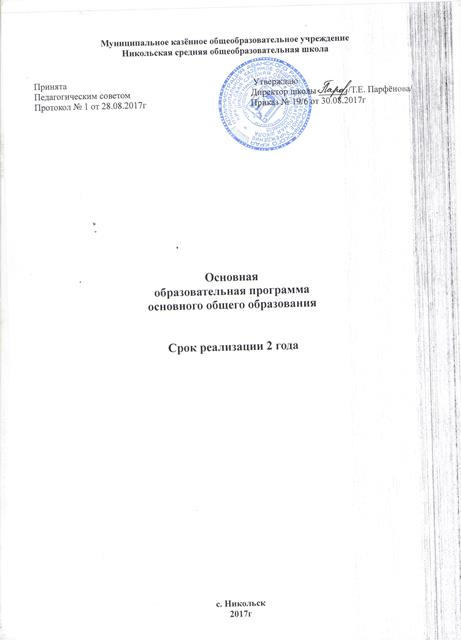 Муниципальное казённое общеобразовательное учреждение
Никольская средняя общеобразовательная школа
Принята
Педагогическим советом
Протокол № 1 от 28.08.2017г
Утверждаю
Директор школы Т.Е. Парфёнова
Приказ № 19/6 от 30.08.2017г
Основная
образовательная программа
основного общего образования
Срок реализации 2 года
с. Никольск
2017г